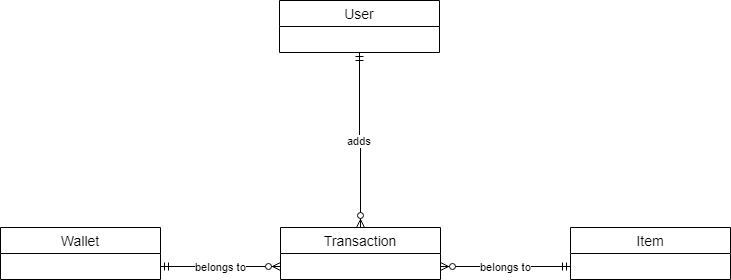 User
adds
Wallet
belongs to
Transaction
belongs to
Item